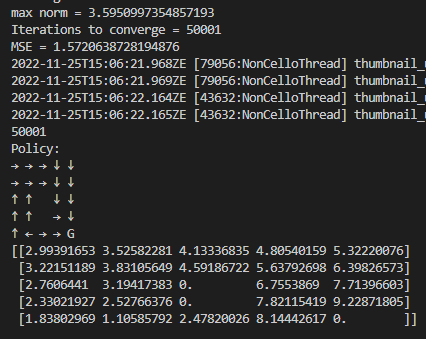 max norm = 3.5950997354857193
Iterations to converge = 50001
MSE = 1.5720638728194876
2022-11-25T15:06:21.968ZE [79056:NonCelloThread] thumbnail_
2022-11-25T15:06:21.969ZE [79056:NonCelloThread] thumbnail_
2022-11-25T15:06:22.164ZE [43632:NonCelloThread] thumbnail_
2022-11-25T15:06:22.165ZE [43632:NonCelloThread] thumbnail_
50001
Policy:
→ → → ↓ ↓
→ → → ↓ ↓
↑ ↑   ↓ ↓
↑ ↑   → ↓
↑ ← → → G
[[2.99391653 3.52582281 4.13336835 4.80540159 5.32220076]
 [3.22151189 3.83105649 4.59186722 5.63792698 6.39826573]
 [2.7606441  3.19417383 0.         6.7553869  7.71396603]
 [2.33021927 2.52766376 0.         7.82115419 9.22871805]
 [1.83802969 1.10585792 2.47820026 8.14442617 0.        ]]